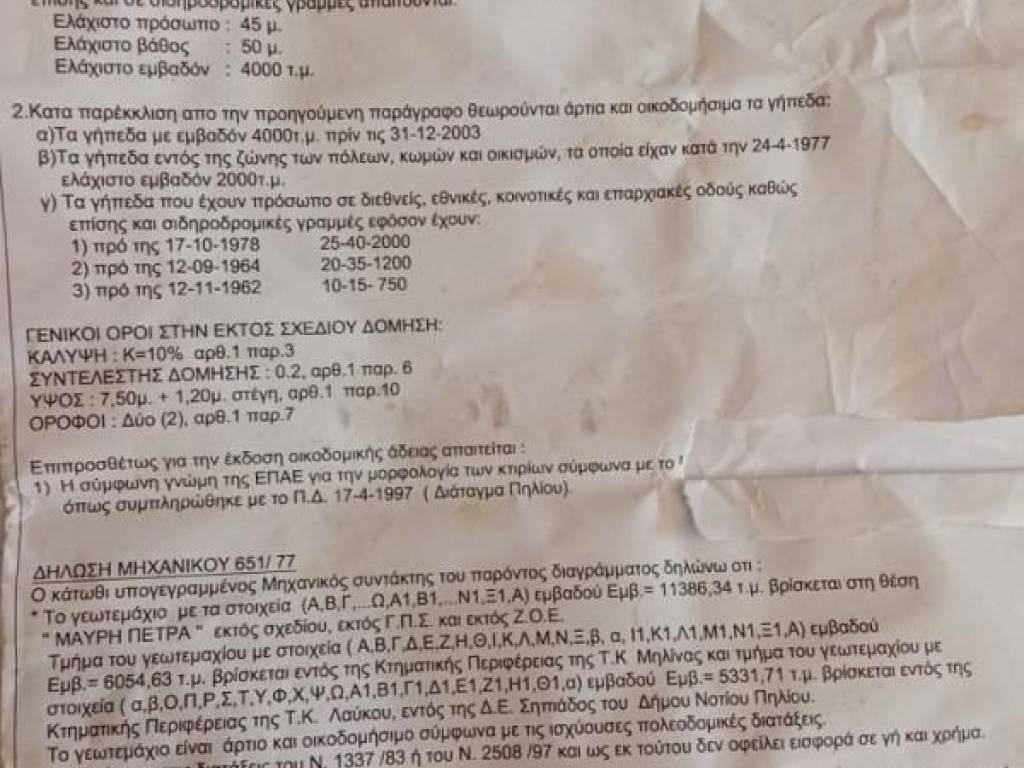 επίσης και σε σιδηροδρομικές γραμμές απαιτούνται:
Ελάχιστο πρόσωπο : 45 μ.
Ελάχιστο βάθος : 50 μ.
Ελάχιστο εμβαδόν : 4000 τ.μ.
2.Κατα παρέκκλιση απο την προηγούμενη παράγραφο θεωρούνται άρτια και οικοδομήσιμα τα γήπεδα:
α)Τα γήπεδα με εμβαδόν 4000τ.μ. πρίν τις 31-12-2003
β)Τα γήπεδα εντός της ζώνης των πόλεων, κωμών και οικισμών, τα οποία είχαν κατά την 24-4-1977
ελάχιστο εμβαδόν 2000τ.μ.
γ) Τα γήπεδα που έχουν πρόσωπο σε διεθνείς, εθνικές, κοινοτικές και επαρχιακές οδούς καθώς
επίσης και σιδηροδρομικές γραμμές εφόσον έχουν:
1) πρό της 17-10-1978 25-40-2000
2) πρό της 12-09-1964 20-35-1200
3) πρό της 12-11-1962 10-15- 750
ΓΕΝΙΚΟΙ ΟΡΟΙ ΣΤΗΝ ΕΚΤΟΣ ΣΧΕΔΙΟΥ ΔΟΜΗΣΗ:
ΚΑΛΥΨΗ : Κ=10% αρθ.1 παρ.3
ΣΥΝΤΕΛΕΣΤΗΣ ΔΟΜΗΣΗΣ : 0.2, αρθ.1 παρ. 6
ΥΨΟΣ : 7,50μ. + 1,20μ. στέγη, αρθ.1 παρ.10
ΟΡΟΦΟΙ : Δύο (2), αρθ.1 παρ.7
Επιπροσθέτως για την έκδοση οικοδομικής άδειας απαιτείται :
1) Η σύμφωνη γνώμη της ΕΠΑΕ για την μορφολογία των κτιρίων σύμφωνα με το
όπως συμπληρώθηκε με το Π.Δ. 17-4-1997 ( Διάταγμα Πηλίου).
ΔΗΛΩΣΗ ΜΗΧΑΝΙΚΟΥ 651/ 77
Ο κάτωθι υπογεγραμμένος Μηχανικός συντάκτης του παρόντος διαγράμματος δηλώνω οτι :
* Το γεωτεμάχιο με τα στοιχεία (Α,Β,Γ,...Ω,Α1,Β1,...Ν1,Ξ1,Α) εμβαδού Εμβ.= 11386,34 τ.μ. βρίσκεται στη θέση
" ΜΑΥΡΗ ΠΕΤΡΑ " εκτός σχεδίου, εκτός Γ.Π.Σ. και εκτός Ζ.Ο.Ε.
Τμήμα του γεωτεμαχίου με στοιχεία ( Α,Β,Γ,Δ,Ε,Ζ,Η,Θ,Ι,Κ,Λ,Μ,Ν,Ξ,β, α, Ι1,Κ1,Λ1,Μ1,Ν1,Ξ1,Α) εμβαδού
Εμβ.= 6054,63 τ.μ. βρίσκεται εντός της Κτηματικής Περιφέρειας της Τ.Κ Μηλίνας και τμήμα του γεωτεμαχίου με
στοιχεία ( α,β,Ο,Π,Ρ,Σ,Τ,Υ,Φ,Χ,Ψ,Ω,Α1,Β1,Γ1,Δ1,Ε1,Ζ1,Η1,Θ1,α) εμβαδού Εμβ.= 5331,71 τ.μ. βρίσκεται εντός της
Κτηματικής Περιφέρειας της Τ.Κ. Λαύκου, εντός της Δ.Ε. Σηπιάδος του Δήμου Νοτίου Πηλίου.
Το γεωτεμάχιο είναι άρτιο και οικοδομήσιμο σύμφωνα με τις ισχύουσες πολεοδομικές διατάξεις.
διατάξεις του Ν. 1337 /83 ή του Ν. 2508 /97 και ως εκ τούτου δεν οφείλει εισφορά σε γή και χρήμα.